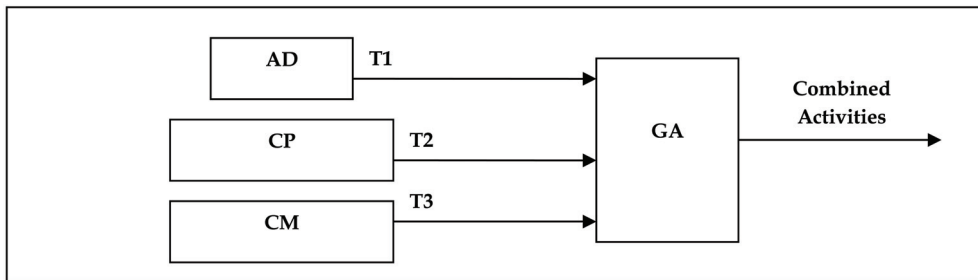 AD
T1
CP
T2
CM
T3
GA
Combined
Activities